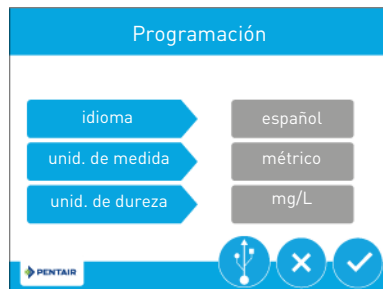 Programación
idioma español
unid. de medida métrico
unid. de dureza mg/L
PENTAIR